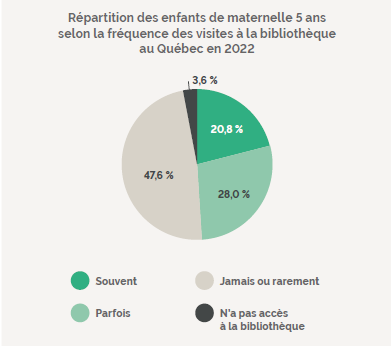 Répartition des enfants de maternelle 5 ans
selon la fréquence des visites à la bibliothèque
au Québec en 2022
3,6 %
20,8 %
47,6 %
28,0 %
Souvent
Jamais ou rarement
Parfois
N'a pas accès
à la bibliothèque